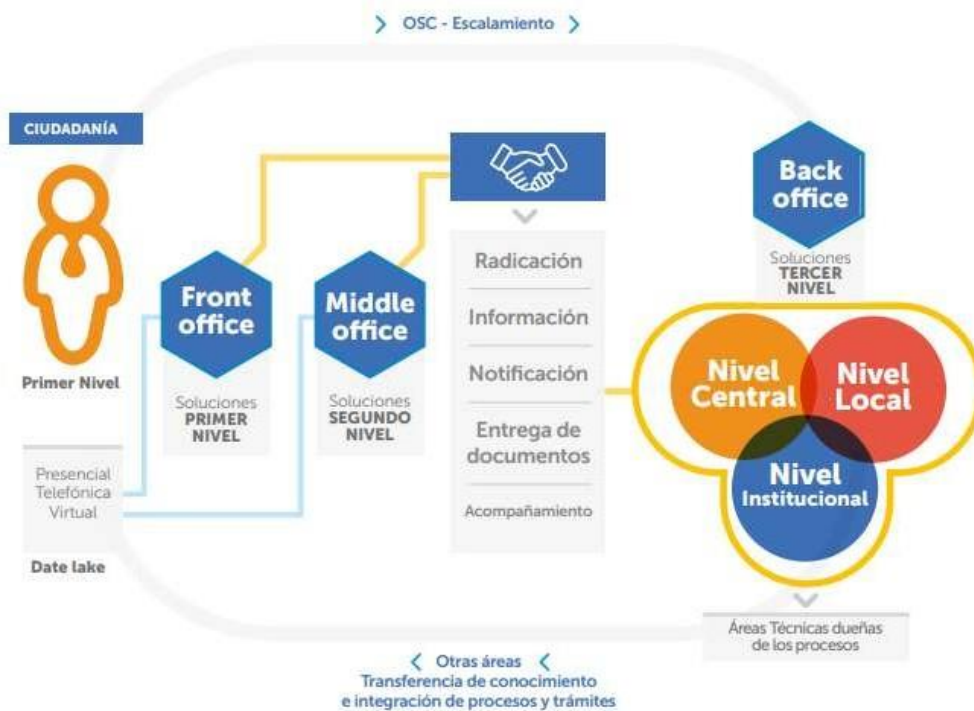 OSC - Escalamiento
CIUDADANÍA
Primer Nivel
Presencial
Telefónica
Virtual
Date lake
Front
office
Soluciones
PRIMER
NIVEL
Middle
office
Soluciones
SEGUNDO
NIVEL
Radicación
Información
Notificación
Entrega de
documentos
Acompañamiento
Back
office
Soluciones
TERCER
NIVEL
Nivel
Central
Nivel
Local
Nivel
Institucional
Áreas Técnicas dueñas
de los procesos
Otras áreas
Transferencia de conocimiento
e integración de procesos y trámites